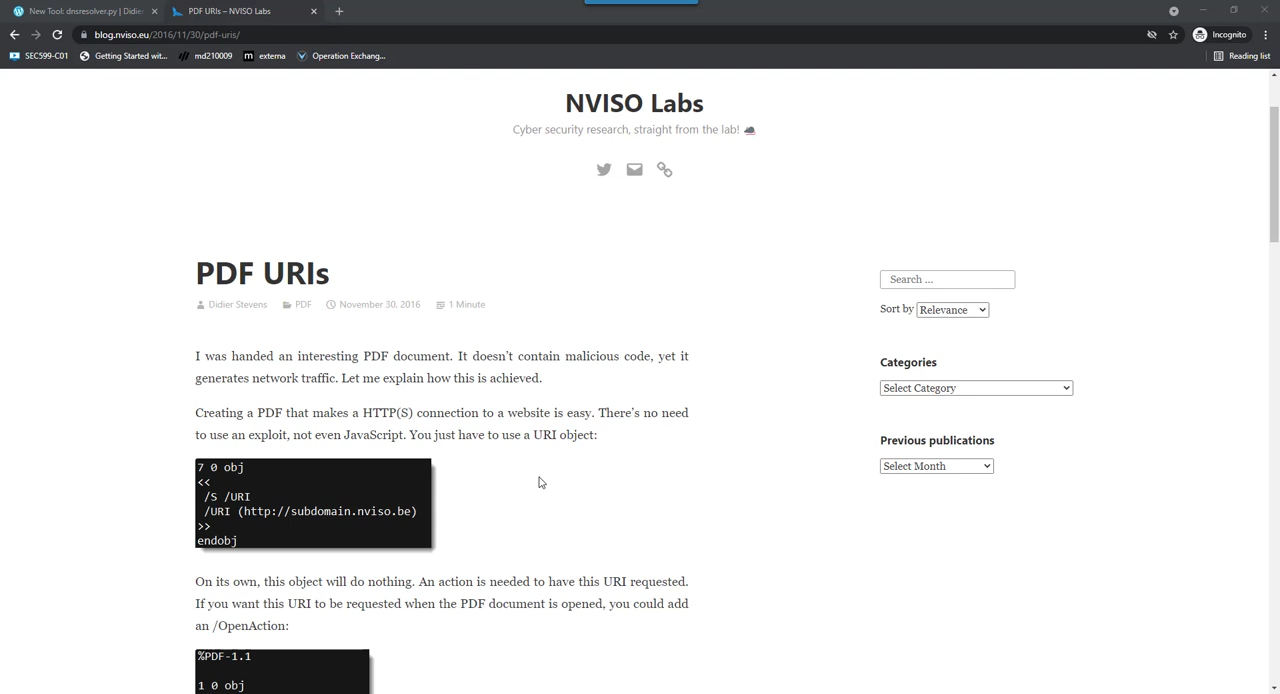 New Tool: dnsresolver.py | Didier
PDF URIs – NVISO Labs
blog.nviso.eu/2016/11/30/pdf-uris/
Incognito
SEC599-C01
Getting Started wit...
md210009
externa
Operation Exchang...
Reading list
NVISO Labs
Cyber security research, straight from the lab!
PDF URIs
Didier Stevens
PDF
November 30, 2016
1 Minute
I was handed an interesting PDF document. It doesn't contain malicious code, yet it
generates network traffic. Let me explain how this is achieved.
Creating a PDF that makes a HTTP(S) connection to a website is easy. There's no need
to use an exploit, not even JavaScript. You just have to use a URI object:
7 0 obj
<<
/S /URI
/URI (http://subdomain.nviso.be)
>>
endobj
On its own, this object will do nothing. An action is needed to have this URI requested.
If you want this URI to be requested when the PDF document is opened, you could add
an /OpenAction:
%PDF-1.1
1 0 obj
Search ...
Sort by Relevance
Categories
Select Category
Previous publications
Select Month